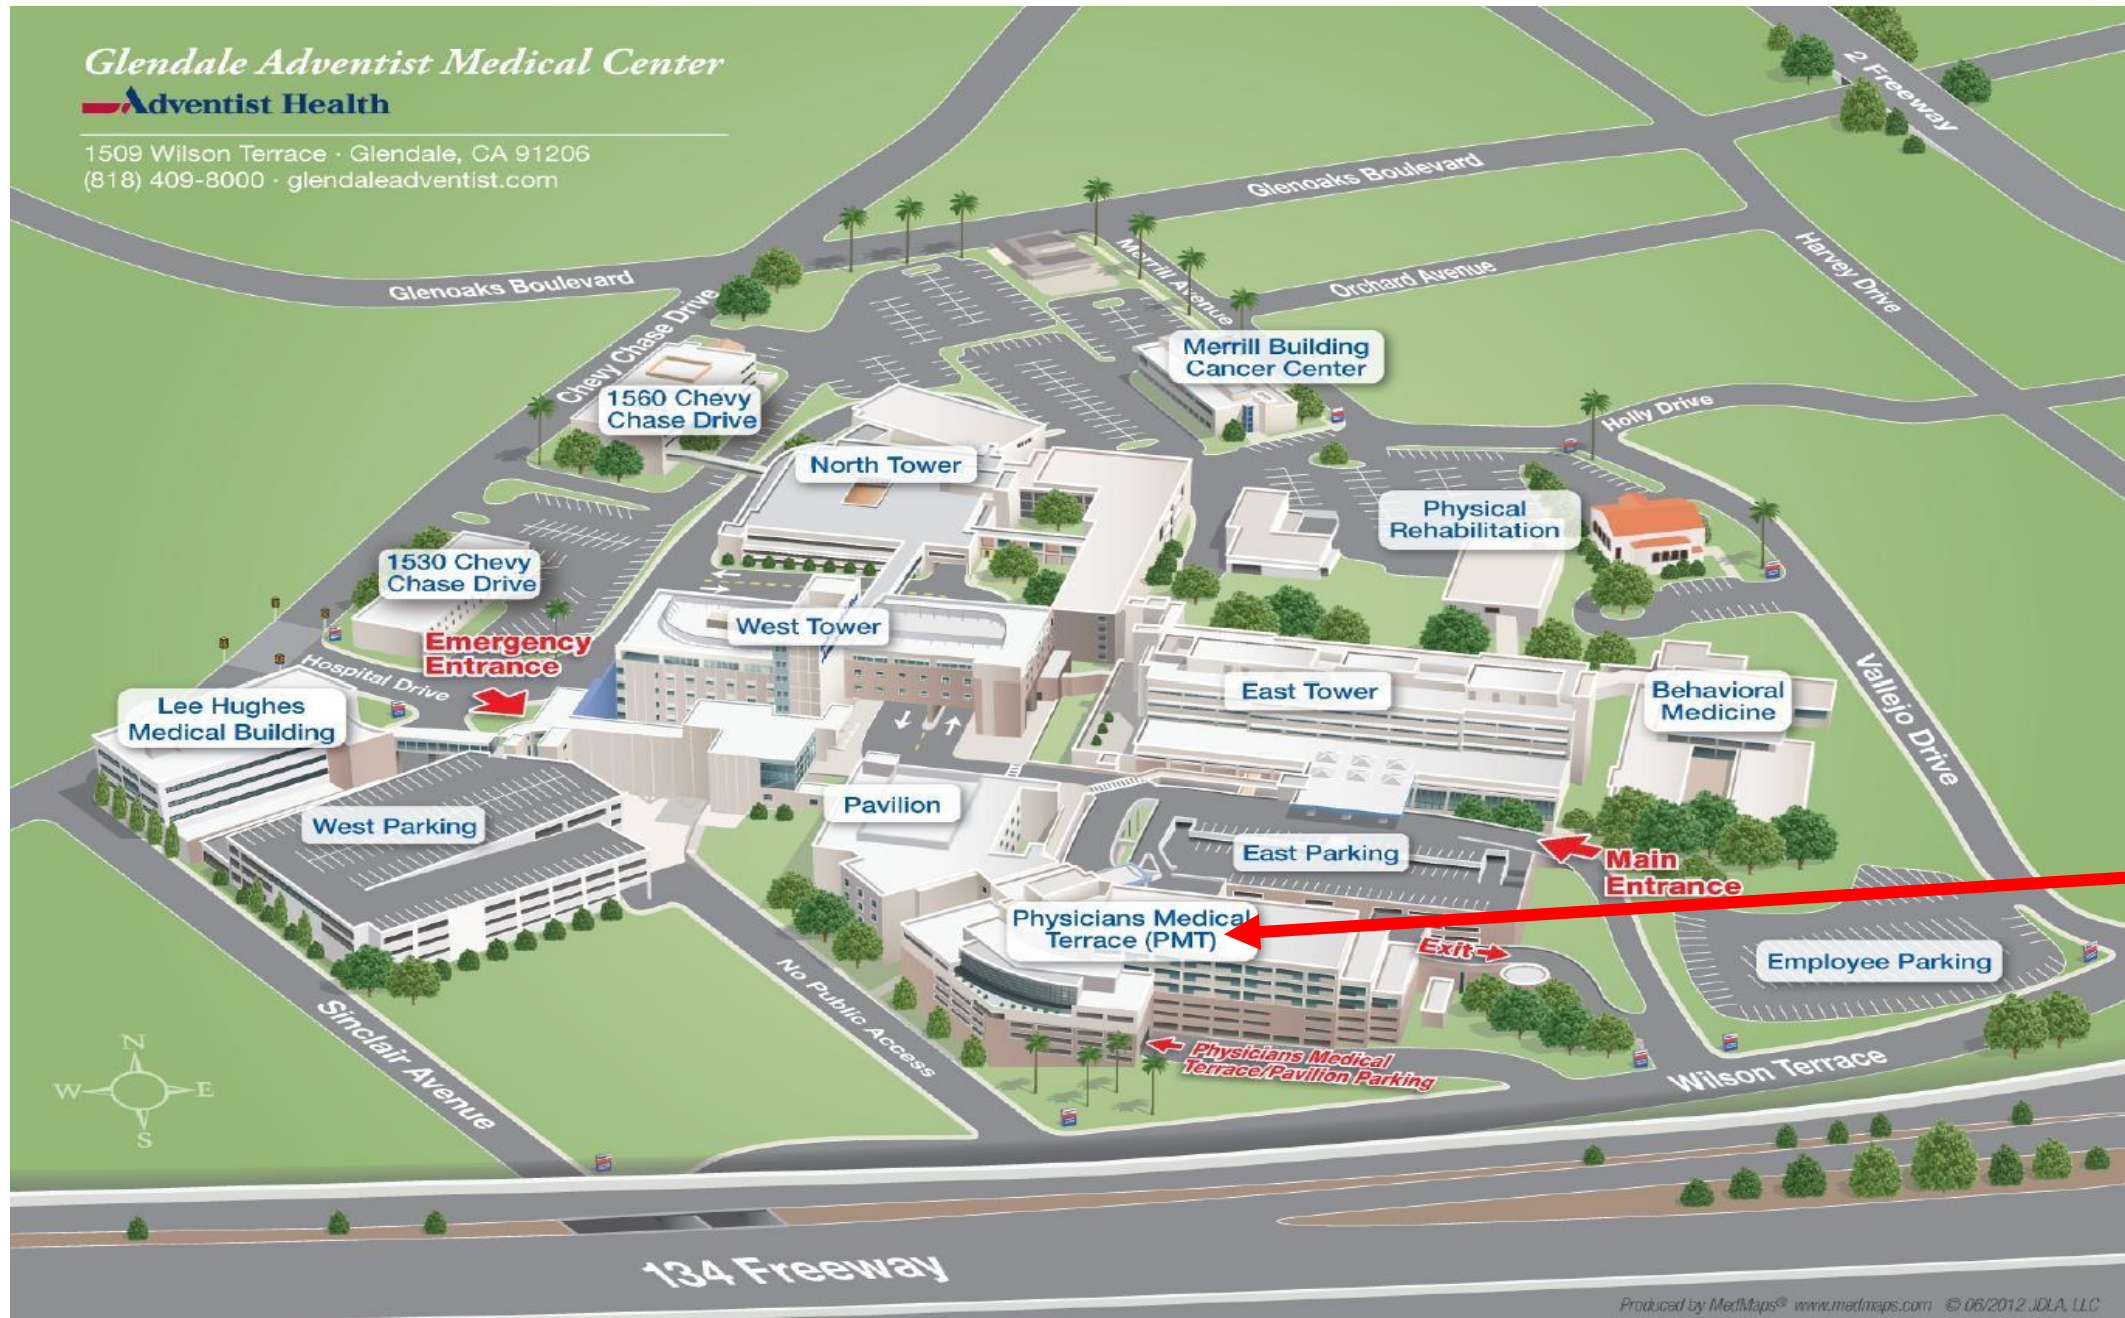 Glendale Adventist Medical Center
Adventist Health
1509 Wilson Terrace · Glendale, CA 91206
(818) 409-8000 · glendaleadventist.com
2 Freeway
Glenoaks Boulevard
Merrill Avenue
Orchard Avenue
Harvey Drive
Glenoaks Boulevard
Chevy Chase Drive
Merrill Building
Cancer Center
1560 Chevy
Chase Drive
Holly Drive
North Tower
Physical
Rehabilitation
1530 Chevy
Chase Drive
West Tower
Emergency
Entrance
Hospital Drive
East Tower
Behavioral
Medicine
Vallejo Drive
Lee Hughes
Medical Building
Pavilion
West Parking
East Parking
Main
Entrance
Physicians Medical
Terrace (PMT)
Exit
Employee Parking
No Public Access
Sinclair Avenue
Physicians Medical
Terrace/Pavilion Parking
Wilson Terrace
N
W
E
S
134 Freeway
Produced by MedMaps® www.medmaps.com © 06/2012 JDLA, LLC